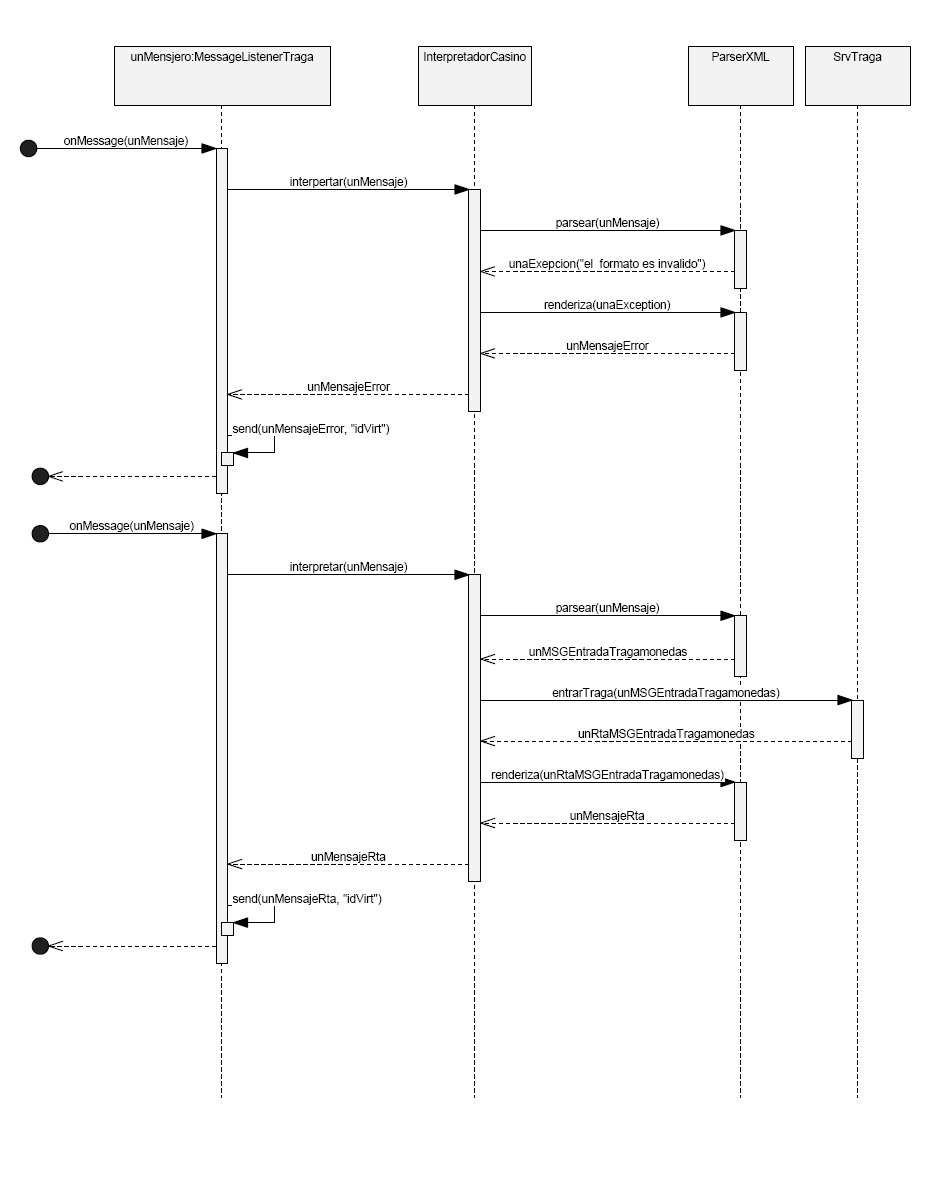 unMensjero:MessageListenerTraga
InterpretadorCasino
ParserXML
SrvTraga
onMessage(unMensaje)
interpertar(unMensaje)
parsear(unMensaje)
unaExepcion("el formato es invalido")
renderiza(unaException)
unMensajeError
unMensajeError
send(unMensajeError, "idVirt")
onMessage(unMensaje)
interpretar(unMensaje)
parsear(unMensaje)
unMSGEntradaTragamonedas
entrarTraga(unMSGEntradaTragamonedas)
unRtaMSGEntradaTragamonedas
renderiza(unRtaMSGEntradaTragamonedas)
unMensajeRta
unMensajeRta
send(unMensajeRta, "idVirt")